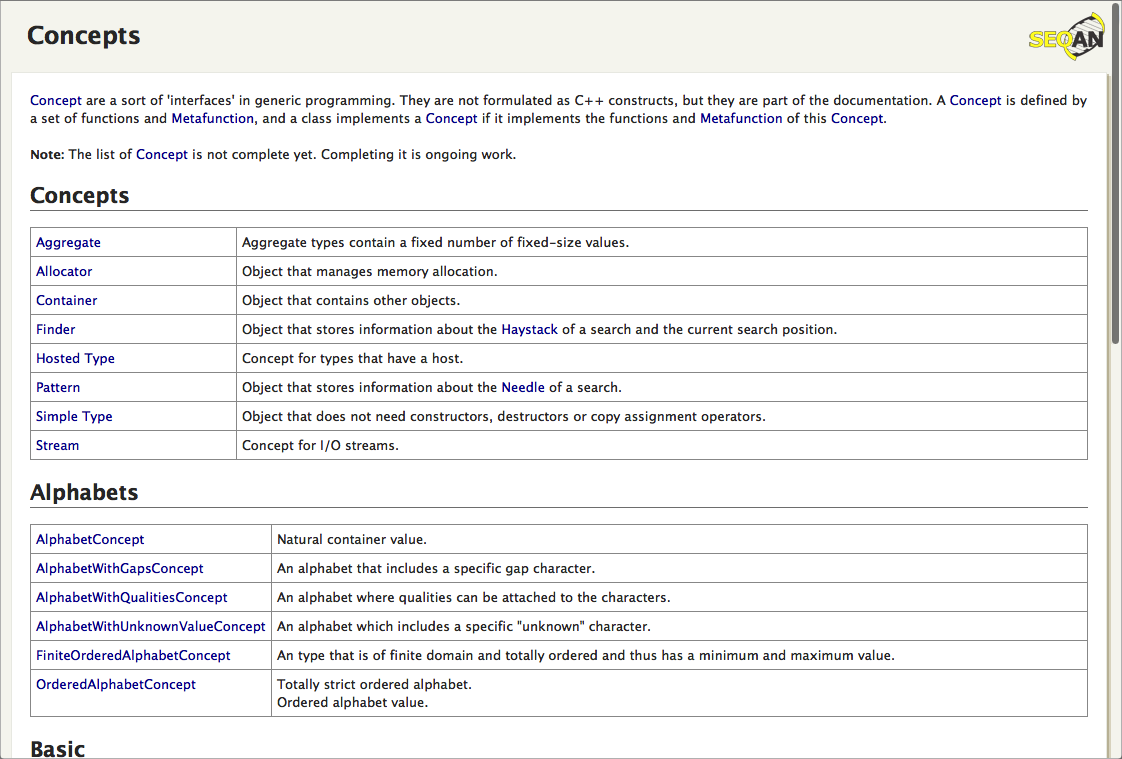 Concepts
SEQAN
Concept are a sort of 'interfaces' in generic programming. They are not formulated as C++ constructs, but they are part of the documentation. A Concept is defined by
a set of functions and Metafunction, and a class implements a Concept if it implements the functions and Metafunction of this Concept.
Note: The list of Concept is not complete yet. Completing it is ongoing work.
Concepts
Aggregate Aggregate types contain a fixed number of fixed-size values.
Allocator Object that manages memory allocation.
Container Object that contains other objects.
Finder Object that stores information about the Haystack of a search and the current search position.
Hosted Type Concept for types that have a host.
Pattern Object that stores information about the Needle of a search.
Simple Type Object that does not need constructors, destructors or copy assignment operators.
Stream Concept for I/O streams.
Alphabets
AlphabetConcept Natural container value.
AlphabetWithGapsConcept An alphabet that includes a specific gap character.
AlphabetWithQualitiesConcept An alphabet where qualities can be attached to the characters.
AlphabetWithUnknownValueConcept An alphabet which includes a specific "unknown" character.
FiniteOrderedAlphabetConcept An type that is of finite domain and totally ordered and thus has a minimum and maximum value.
OrderedAlphabetConcept Totally strict ordered alphabet.
Ordered alphabet value.
Basic